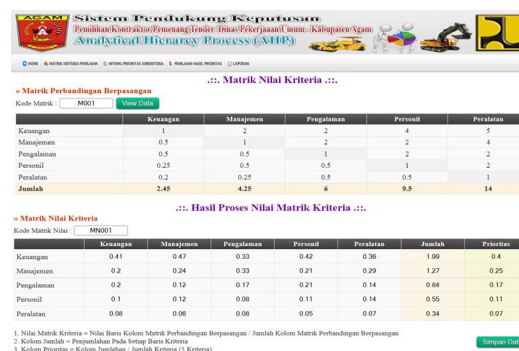 AGAM
Sistem Pendukung Keputusan
Pemilihan Kontraktor Pemenang Tender Dinas Pekerjaan Umum : Kabupaten Agam
Analytical Hierarcy Process (AHP)
HOME MATRIK KRITERIA PENILAIAN HITUNG PRIORITAS SUBKRITERIA PENILAIAN HASIL PRIORITAS LAPORAN
.::. Matrik Nilai Kriteria .::.
» Matrik Perbandingan Berpasangan
Kode Matrik : M001 View Data
Keuangan Manajemen Pengalaman Personil Peralatan
Keuangan 1 2 2 4 5
Manajemen 0.5 1 2 2 4
Pengalaman 0.5 0.5 1 2 2
Personil 0.25 0.5 0.5 1 2
Peralatan 0.2 0.25 0.5 0.5 1
Jumlah 2.45 4.25 6 9.5 14
.::. Hasil Proses Nilai Matrik Kriteria .::.
» Matrik Nilai Kriteria
Kode Matrik Nilai : MN001
Keuangan Manajemen Pengalaman Personil Peralatan Jumlah Prioritas
Keuangan 0.41 0.47 0.33 0.42 0.36 1.99 0.4
Manajemen 0.2 0.24 0.33 0.21 0.29 1.27 0.25
Pengalaman 0.2 0.12 0.17 0.21 0.14 0.84 0.17
Personil 0.1 0.12 0.08 0.11 0.14 0.55 0.11
Peralatan 0.08 0.06 0.08 0.05 0.07 0.34 0.07
1. Nilai Matrik Kriteria = Nilai Baris Kolom Matrik Perbandingan Berpasangan / Jumlah Kolom Matrik Perbandingan Berpasangan
2. Kolom Jumlah = Penjumlahan Pada Setiap Baris Kriteria
3. Kolom Prioritas = Kolom Jumlahan / Jumlah Kriteria (5 Kriteria)
Simpan Data